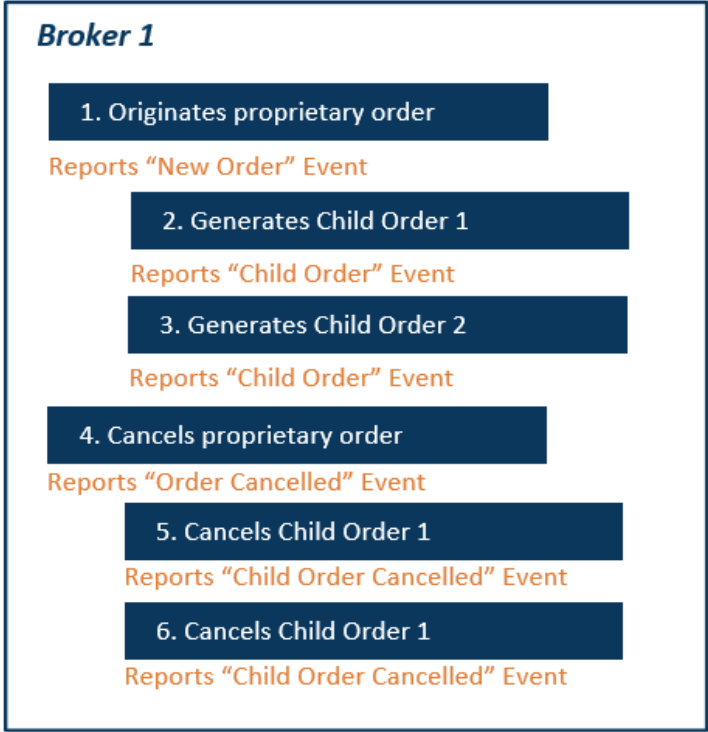 Broker 1
1. Originates proprietary order
Reports “New Order” Event
2. Generates Child Order 1
Reports “Child Order” Event
3. Generates Child Order 2
Reports “Child Order” Event
4. Cancels proprietary order
Reports “Order Cancelled” Event
5. Cancels Child Order 1
Reports “Child Order Cancelled” Event
6. Cancels Child Order 1
Reports “Child Order Cancelled” Event